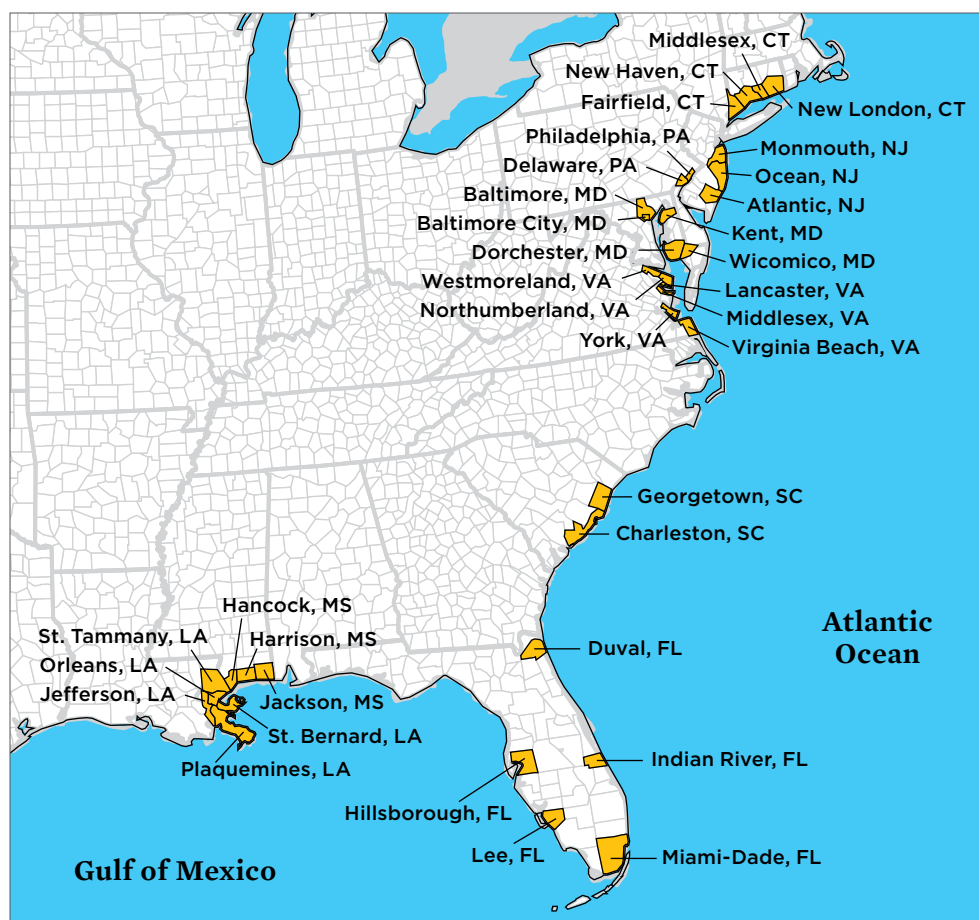 Middlesex, CT
New Haven, CT
Fairfield, CT
New London, CT
Philadelphia, PA
Monmouth, NJ
Delaware, PA
Ocean, NJ
Baltimore, MD
Atlantic, NJ
Baltimore City, MD
Kent, MD
Dorchester, MD
Wicomico, MD
Westmoreland, VA
Lancaster, VA
Northumberland, VA
Middlesex, VA
York, VA
Virginia Beach, VA
Georgetown, SC
Charleston, SC
Hancock, MS
St. Tammany, LA
Harrison, MS
Orleans, LA
Jefferson, LA
Jackson, MS
St. Bernard, LA
Plaquemines, LA
Duval, FL
Atlantic
Ocean
Indian River, FL
Hillsborough, FL
Lee, FL
Miami-Dade, FL
Gulf of Mexico